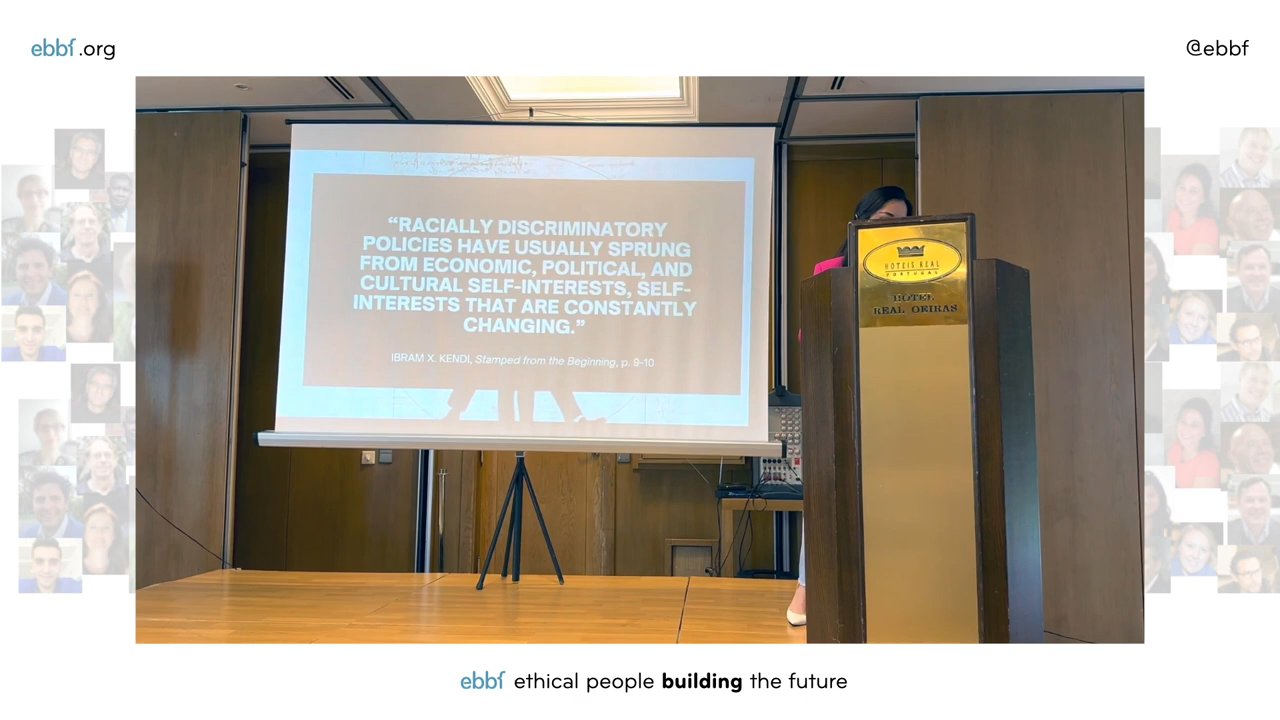 ebbf.org
@ebbf
“RACIALLY DISCRIMINATORY
POLICIES HAVE USUALLY SPRUNG
FROM ECONOMIC, POLITICAL, AND
CULTURAL SELF-INTERESTS, SELF-
INTERESTS THAT ARE CONSTANTLY
CHANGING.”
IBRAM X. KENDI, Stamped from the Beginning, p. 9-10
HOTEIS REAL
PORTUGAL
HOTEL
REAL OEIRAS
ebbf ethical people building the future